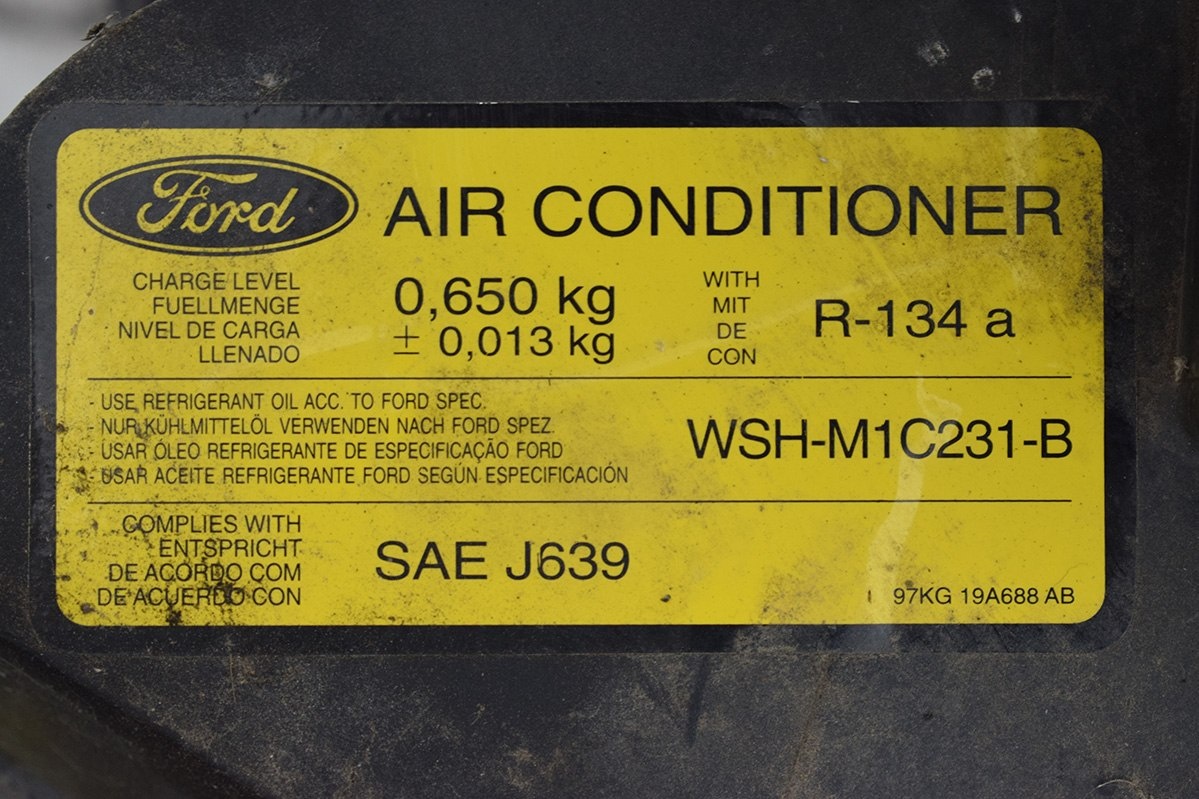 Ford AIR CONDITIONER
CHARGE LEVEL
FUELLMENGE
NIVEL DE CARGA
LLENADO
0,650 kg
± 0,013 kg
WITH
MIT
DE
CON
R-134 a
- USE REFRIGERANT OIL ACC. TO FORD SPEC.
- NUR KÜHLMITTELÖL VERWENDEN NACH FORD SPEZ.
- USAR ÓLEO REFRIGERANTE DE ESPECIFICAÇÃO FORD
- USAR ACEITE REFRIGERANTE FORD SEGÚN ESPECIFICACIÓN
WSH-M1C231-B
COMPLIES WITH
ENTSPRICHT
DE ACORDO COM
DE ACUERDO CON
SAE J639
97KG 19A688 AB